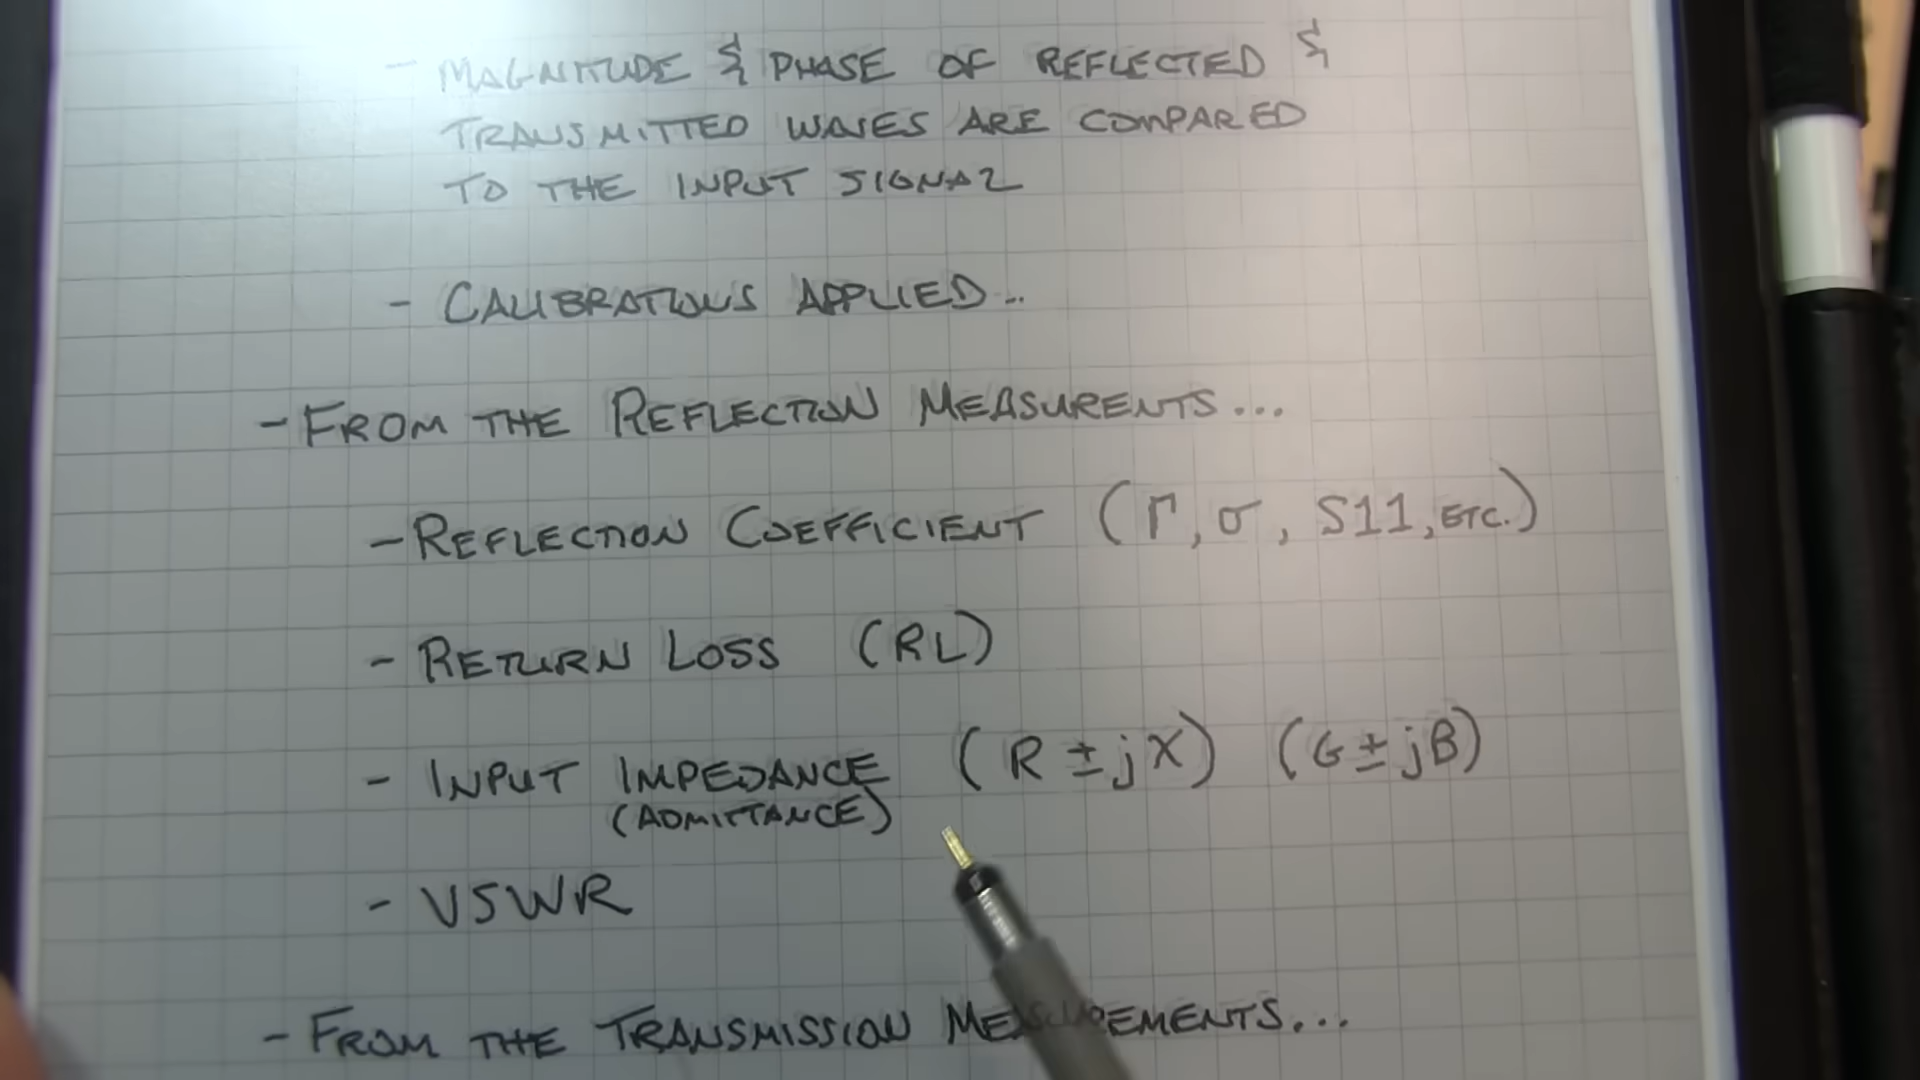 - MAGNITUDE & PHASE OF REFLECTED &
TRANSMITTED WAVES ARE COMPARED
TO THE INPUT SIGNAL
- CALIBRATIONS APPLIED..
- FROM THE REFLECTION MEASURENTS...
- REFLECTION COEFFICIENT (Γ, σ, S11, ETC.)
- RETURN LOSS (RL)
- INPUT IMPEDANCE (R ± jX) (G ± jB)
(ADMITTANCE)
- VSWR
- FROM THE TRANSMISSION MEASUREMENTS...